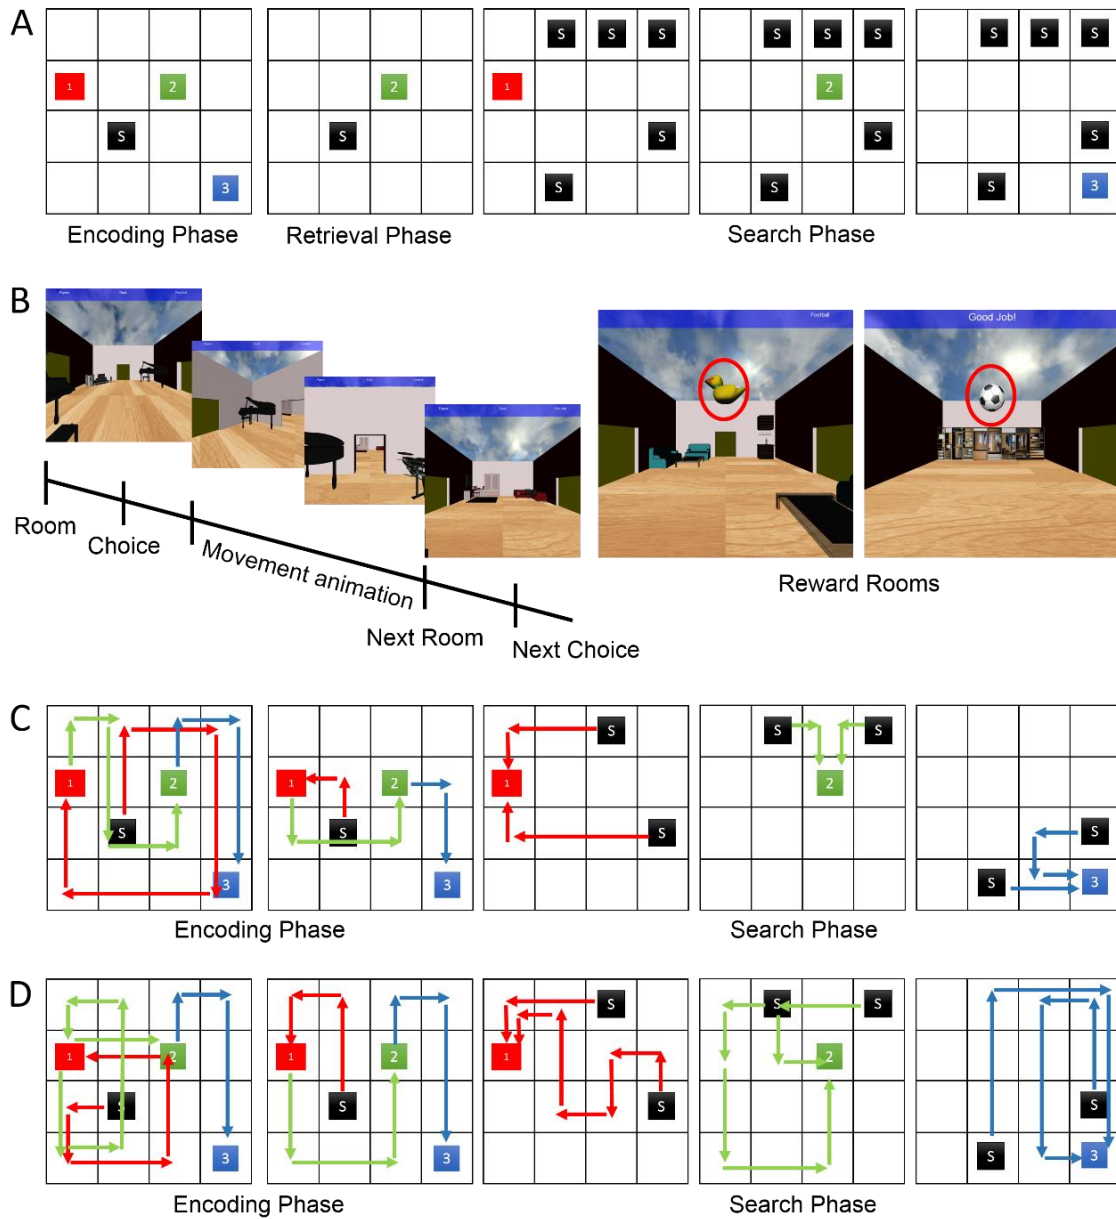 A
S S S S S S S S S
1 2 2 1 2
S S S S S
3 S S S 3
Encoding Phase Retrieval Phase Search Phase
B
Football Good Job!
Room
Choice
Movement animation
Next Room
Next Choice
Reward Rooms
C
S S S
1 2 1 2 1 2
S S S S
3 3 S 3
Encoding Phase Search Phase
D
S S S
1 2 1 2 1 2
S S S S
3 3 S 3
Encoding Phase Search Phase